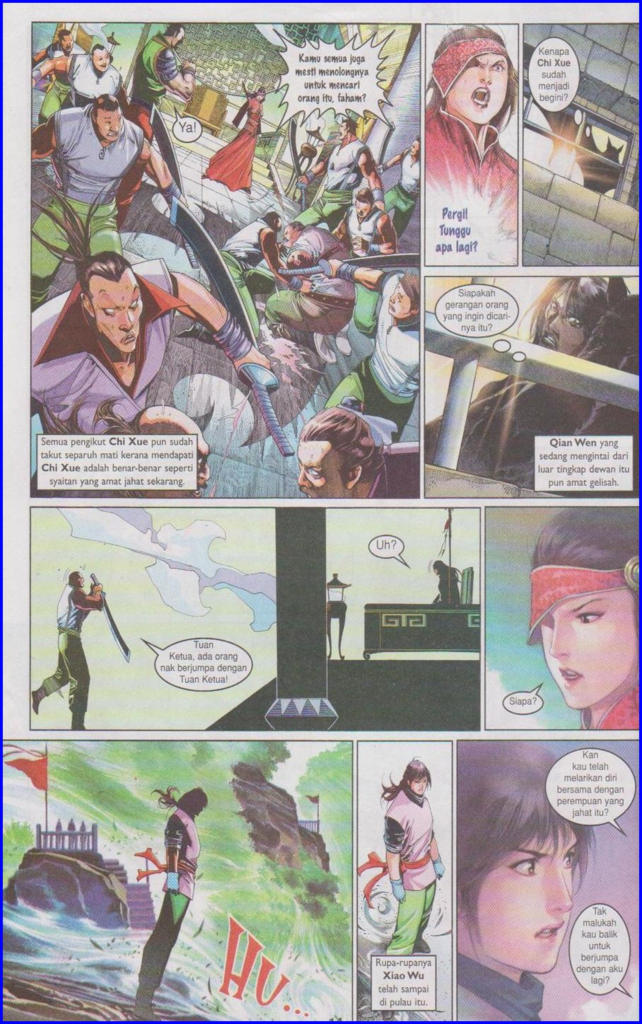 Kamu semua juga
mesti menolongnya
untuk mencari
orang itu, faham?
Ya!
Semua pengikut Chi Xue pun sudah
takut separuh mati kerana mendapati
Chi Xue adalah benar-benar seperti
syaitan yang amat jahat sekarang.
Pergi!
Tunggu
apa lagi?
Kenapa
Chi Xue
sudah
menjadi
begini?
Siapakah
gerangan orang
yang ingin dicari-
nya itu?
Qian Wen yang
sedang mengintai dari
luar tingkap dewan itu
pun amat gelisah.
Tuan
Ketua, ada orang
nak berjumpa dengan
Tuan Ketua!
Uh?
Siapa?
HU...
Rupa-rupanya
Xiao Wu
telah sampai
di pulau itu.
Kan
kau telah
melarikan diri
bersama dengan
perempuan yang
jahat itu?
Tak
malukah
kau balik
untuk
berjumpa
dengan aku
lagi?